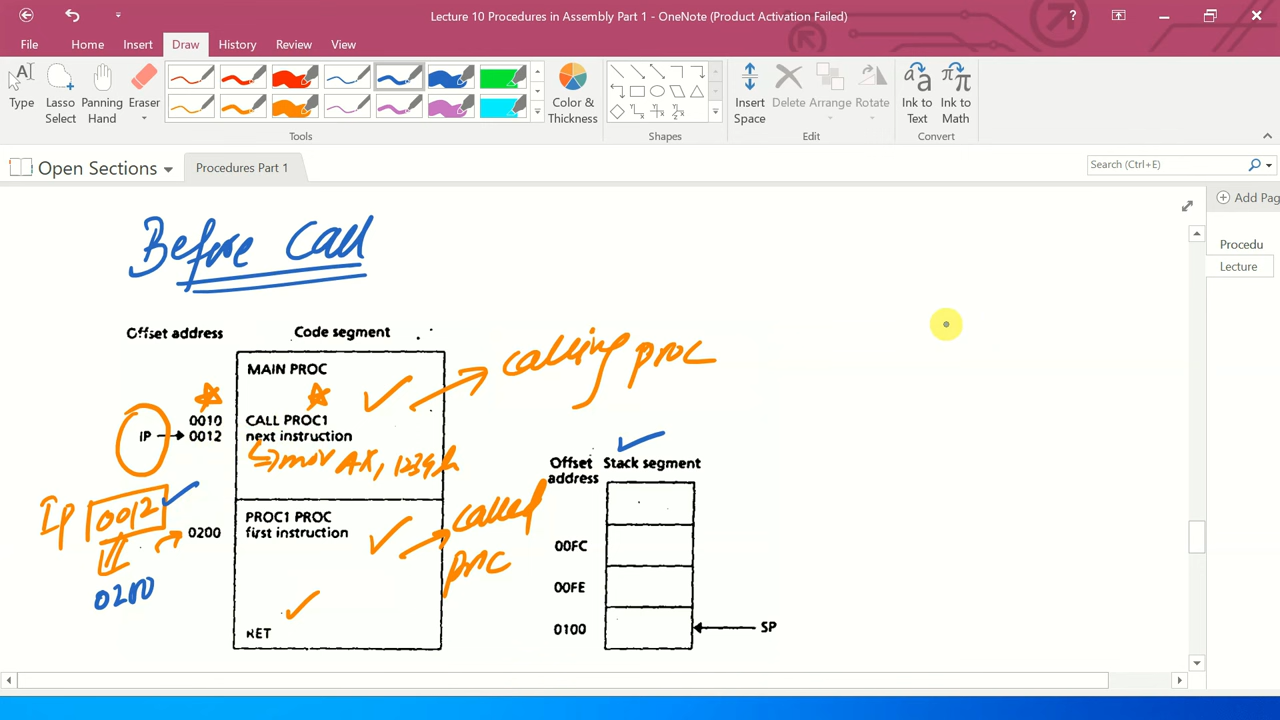 Lecture 10 Procedures in Assembly Part 1 - OneNote (Product Activation Failed)
File Home Insert Draw History Review View
Type
Lasso Select
Panning Hand
Eraser
Color & Thickness
Insert Space
Delete
Arrange
Rotate
Ink to Text
Ink to Math
Tools
Shapes
Edit
Convert
Open Sections
Procedures Part 1
Search (Ctrl+E)
Add Pag
Procedu
Lecture
Before Call
Offset address
Code segment
MAIN PROC
calling proc
0010 CALL PROC1
IP 0012 next instruction
mov AX, 1234h
IP 0012
0200
PROC1 PROC
0200 first instruction
called proc
RET
Offset address
Stack segment
00FC
00FE
0100
SP